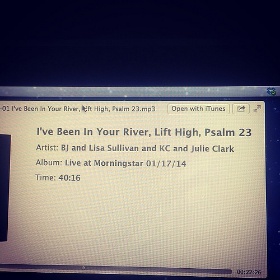 -01 I've Been In Your River, Lift High, Psalm 23.mp3
Open with iTunes
I've Been In Your River, Lift High, Psalm 23
Artist: BJ and Lisa Sullivan and KC and Julie Clark
Album: Live at Morningstar 01/17/14
Time: 40:16
00:22:26